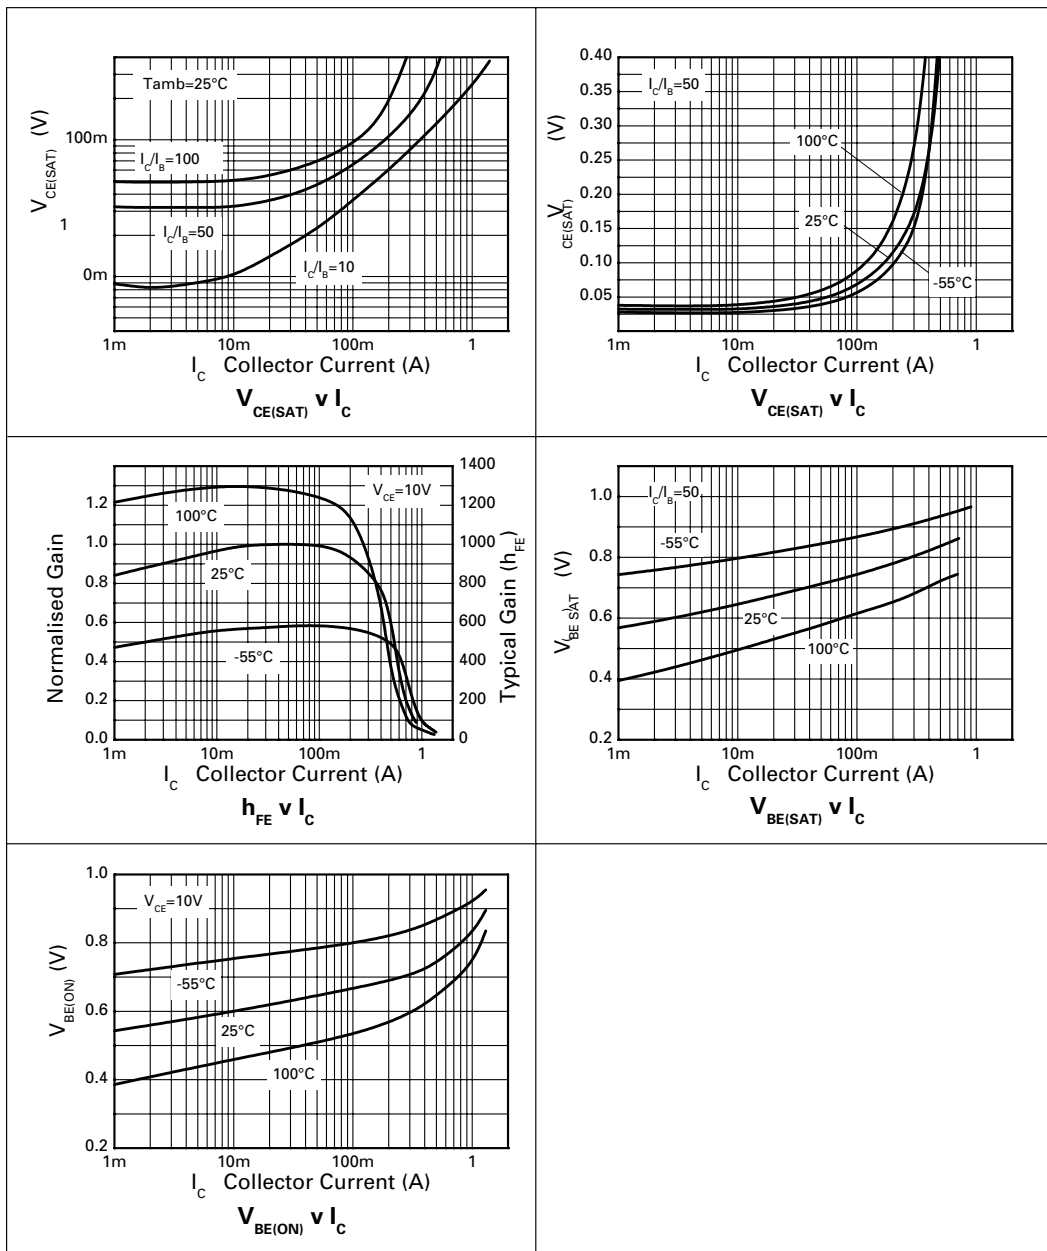 Tamb=25°C
100m
I_C/I_B=100
V_CE(SAT) (V)
1
I_C/I_B=50
0m
I_C/I_B=10
1m 10m 100m 1
I_C Collector Current (A)
V_CE(SAT) v I_C
0.40
I_C/I_B=50
0.35
0.30
100°C
0.25
0.20
V_CE(SAT) (V)
25°C
0.15
0.10
-55°C
0.05
1m 10m 100m 1
I_C Collector Current (A)
V_CE(SAT) v I_C
1400
V_CE=10V
1.2 1200
100°C
1.0 1000
25°C
0.8 800
0.6 600
-55°C
0.4 400
0.2 200
0.0 0
Normalised Gain
Typical Gain (h_FE)
1m 10m 100m 1
I_C Collector Current (A)
h_FE v I_C
1.0
I_C/I_B=50
-55°C
0.8
0.6
25°C
100°C
0.4
0.2
V(BE SAT) (V)
1m 10m 100m 1
I_C Collector Current (A)
V_BE(SAT) v I_C
1.0
V_CE=10V
0.8
-55°C
0.6
25°C
100°C
0.4
0.2
V_BE(ON) (V)
1m 10m 100m 1
I_C Collector Current (A)
V_BE(ON) v I_C